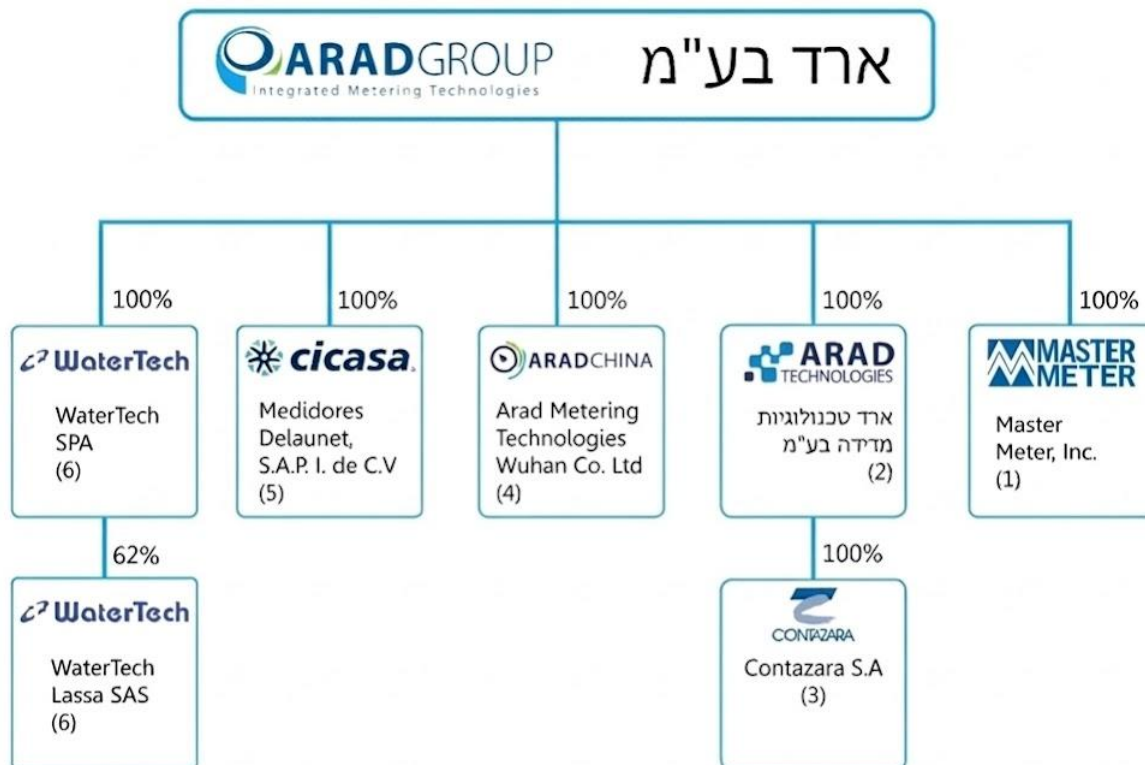 ARAD GROUP
Integrated Metering Technologies
ארד בע"מ
100%
100%
100%
100%
100%
WaterTech
WaterTech
SPA
(6)
cicasa
Medidores
Delaunet,
S.A.P. I. de C.V
(5)
ARADCHINA
Arad Metering
Technologies
Wuhan Co. Ltd
(4)
ARAD
TECHNOLOGIES
ארד טכנולוגיות
מדידה בע"מ
(2)
MASTER
METER
Master
Meter, Inc.
(1)
62%
100%
WaterTech
WaterTech
Lassa SAS
(6)
CONTAZARA
Contazara S.A
(3)